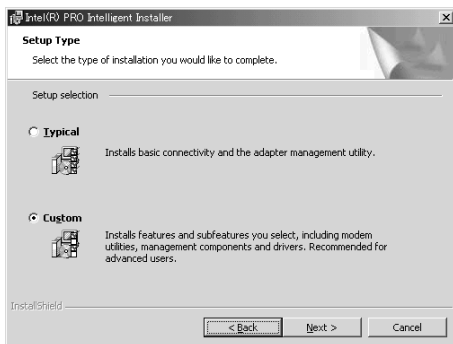 Intel(R) PRO Intelligent Installer
Setup Type
Select the type of installation you would like to complete.
Setup selection
Typical
Installs basic connectivity and the adapter management utility.
Custom
Installs features and subfeatures you select, including modem
utilities, management components and drivers. Recommended for
advanced users.
InstallShield
< Back Next > Cancel